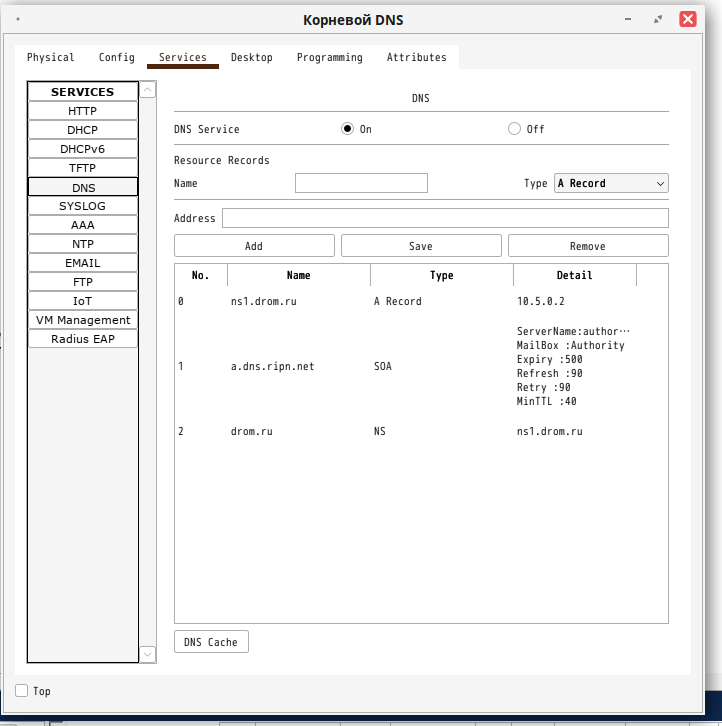 Корневой DNS
Physical Config Services Desktop Programming Attributes
SERVICES
HTTP
DHCP
DHCPv6
TFTP
DNS
SYSLOG
AAA
NTP
EMAIL
FTP
IoT
VM Management
Radius EAP
DNS
DNS Service On Off
Resource Records
Name Type A Record
Address
Add Save Remove
No. Name Type Detail
0 ns1.drom.ru A Record 10.5.0.2
1 a.dns.ripn.net SOA
ServerName:author···
MailBox :Authority
Expiry :500
Refresh :90
Retry :90
MinTTL :40
2 drom.ru NS ns1.drom.ru
DNS Cache
Top